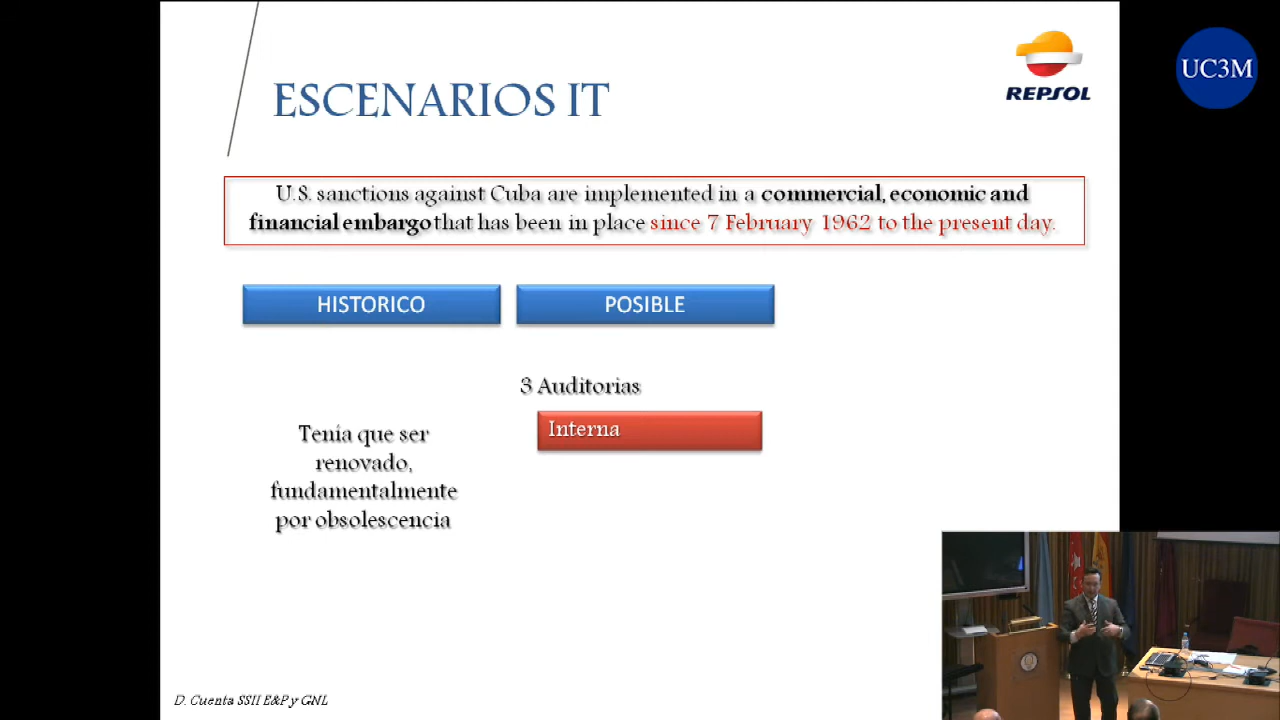 ESCENARIOS IT
REPSOL
UC3M
U.S. sanctions against Cuba are implemented in a commercial, economic and
financial embargo that has been in place since 7 February 1962 to the present day.
HISTORICO
POSIBLE
3 Auditorias
Interna
Tenía que ser
renovado,
fundamentalmente
por obsolescencia
D. Cuenta SSII E&P y GNL